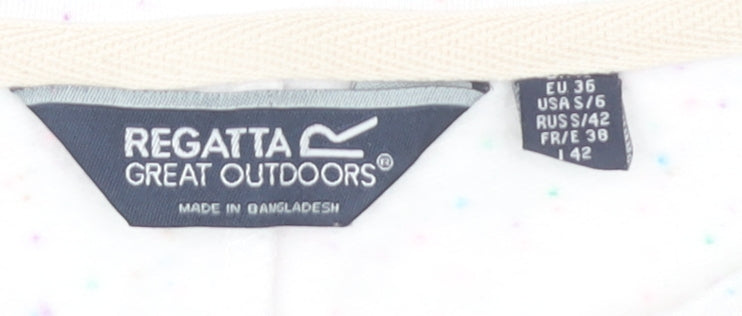 REGATTA
GREAT OUTDOORS®
MADE IN BANGLADESH
EU 36
USA S/6
RUS S/42
FR/E 38
I 42